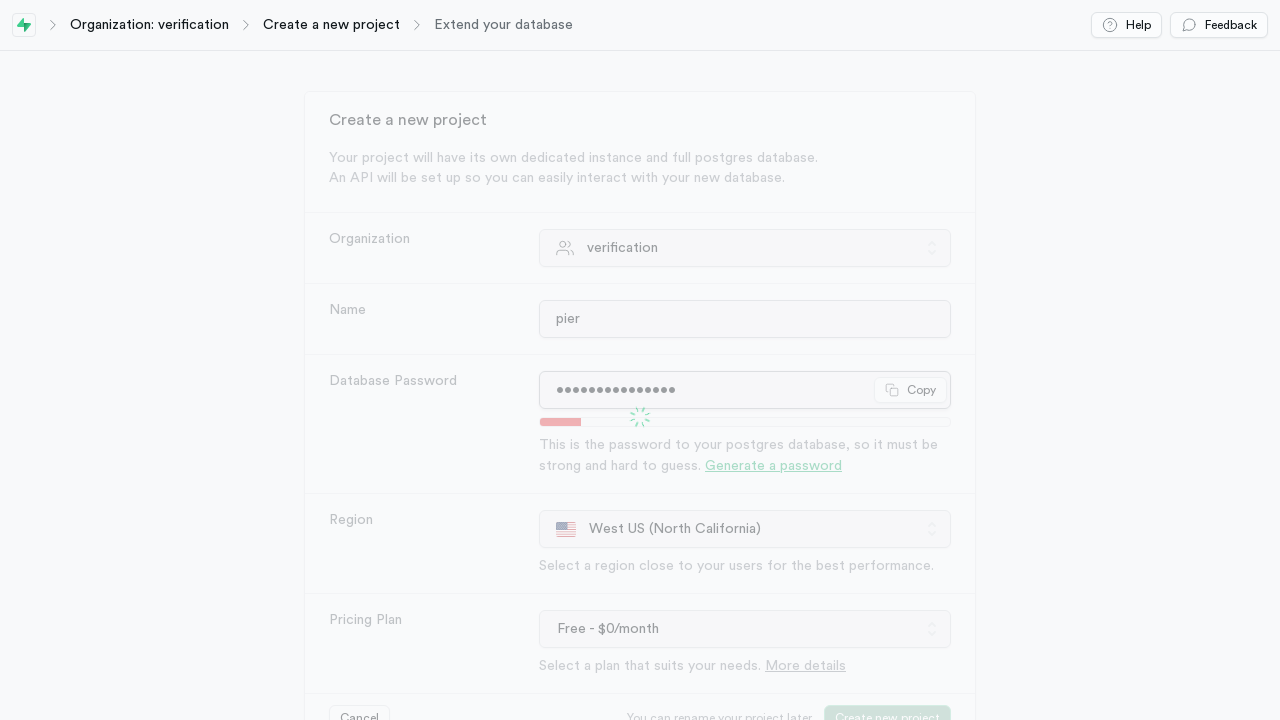 Organization: verification
Create a new project
Extend your database
Help
Feedback
Create a new project
Your project will have its own dedicated instance and full postgres database.
An API will be set up so you can easily interact with your new database.
Organization
verification
Name
pier
Database Password
•••••••••••••••
Copy
This is the password to your postgres database, so it must be
strong and hard to guess. Generate a password
Region
West US (North California)
Select a region close to your users for the best performance.
Pricing Plan
Free - $0/month
Select a plan that suits your needs. More details
Cancel
You can rename your project later
Create new project